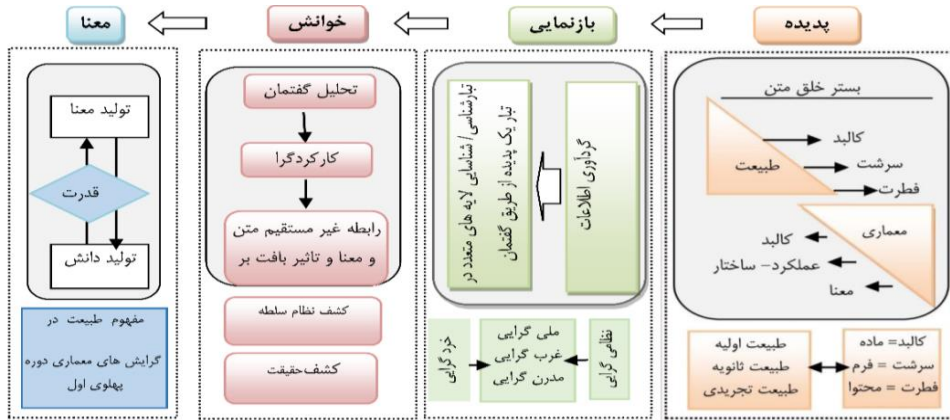 پدیده
بازنمایی
خوانش
معنا
بستر خلق متن
طبیعت
کالبد
سرشت
فطرت
معماری
کالبد
عملکرد- ساختار
معنا
کالبد= ماده
سرشت = فرم
فطرت = محتوا
طبیعت اولیه
طبیعت ثانویه
طبیعت تجریدی
گردآوری اطلاعات
تبارشناسی/ شناسایی لایه های متعدد در
تبار یک پدیده از طریق گفتمان
نظامی گرایی
ملی گرایی
غرب گرایی
مدرن گرایی
خرد گرایی
تحلیل گفتمان
کارکردگرا
رابطه غیر مستقیم متن
و معنا و تاثیر بافت بر
کشف نظام سلطه
کشف حقیقت
تولید معنا
قدرت
تولید دانش
مفهوم طبیعت در
گرایش های معماری دوره
پهلوی اول